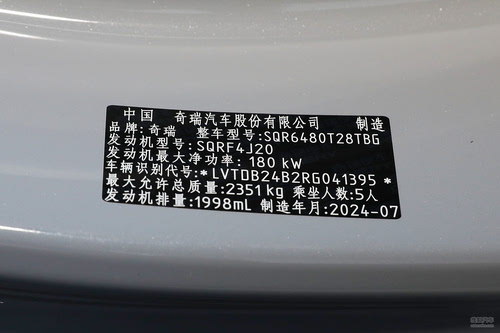 中国 奇瑞汽车股份有限公司 制造
品牌:奇瑞 整车型号:SQR6480T28TBG
发动机型号:SQRF4J20
发动机最大净功率:180 kW
车辆识别代号:*LVTDB24B2RG041395*
最大允许总质量:2351kg 乘坐人数:5人
发动机排量:1998mL 制造年月:2024-07